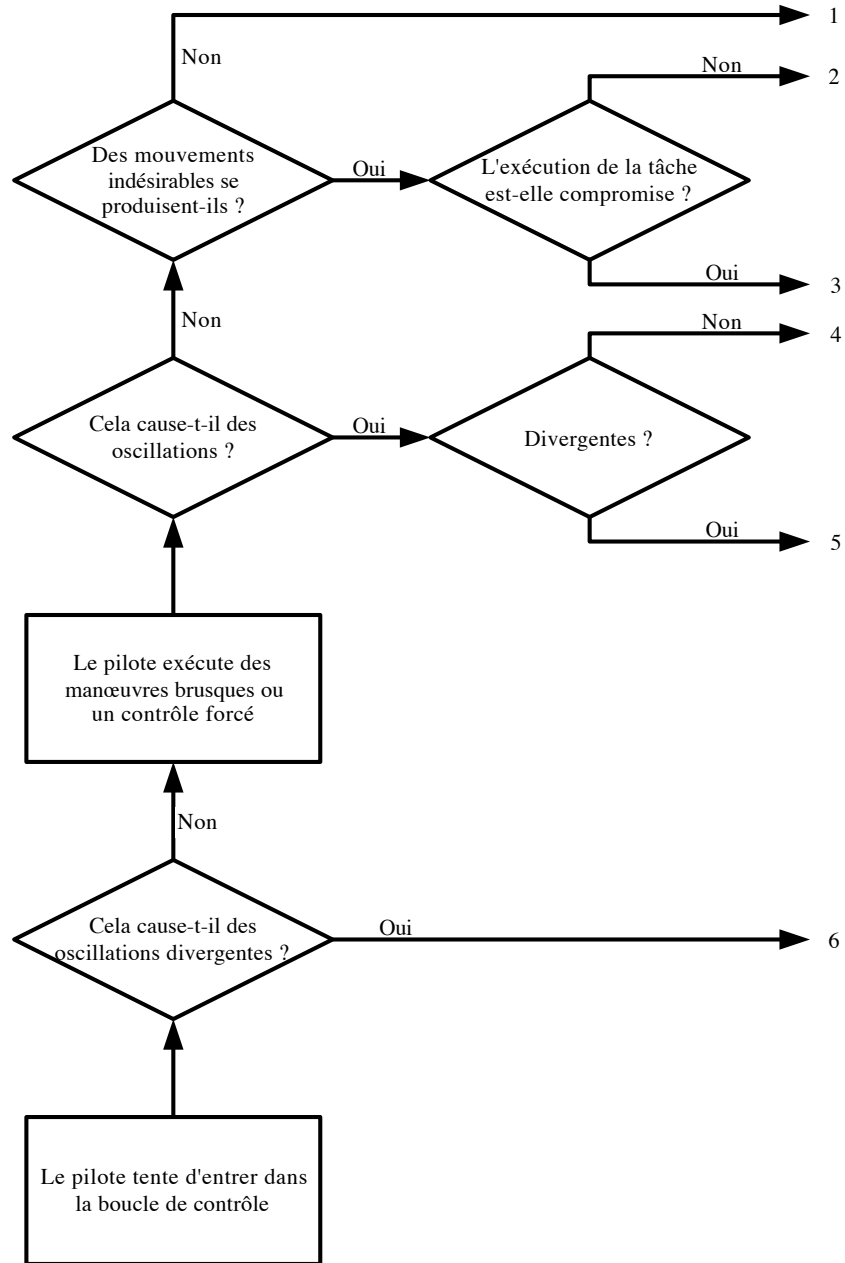 1
Non
Non
2
Des mouvements
indésirables se
produisent-ils ?
Oui
L'exécution de la tâche
est-elle compromise ?
Oui
3
Non
Non
4
Cela cause-t-il des
oscillations ?
Oui
Divergentes ?
Oui
5
Le pilote exécute des
manœuvres brusques ou
un contrôle forcé
Non
Cela cause-t-il des
oscillations divergentes ?
Oui
6
Le pilote tente d'entrer dans
la boucle de contrôle